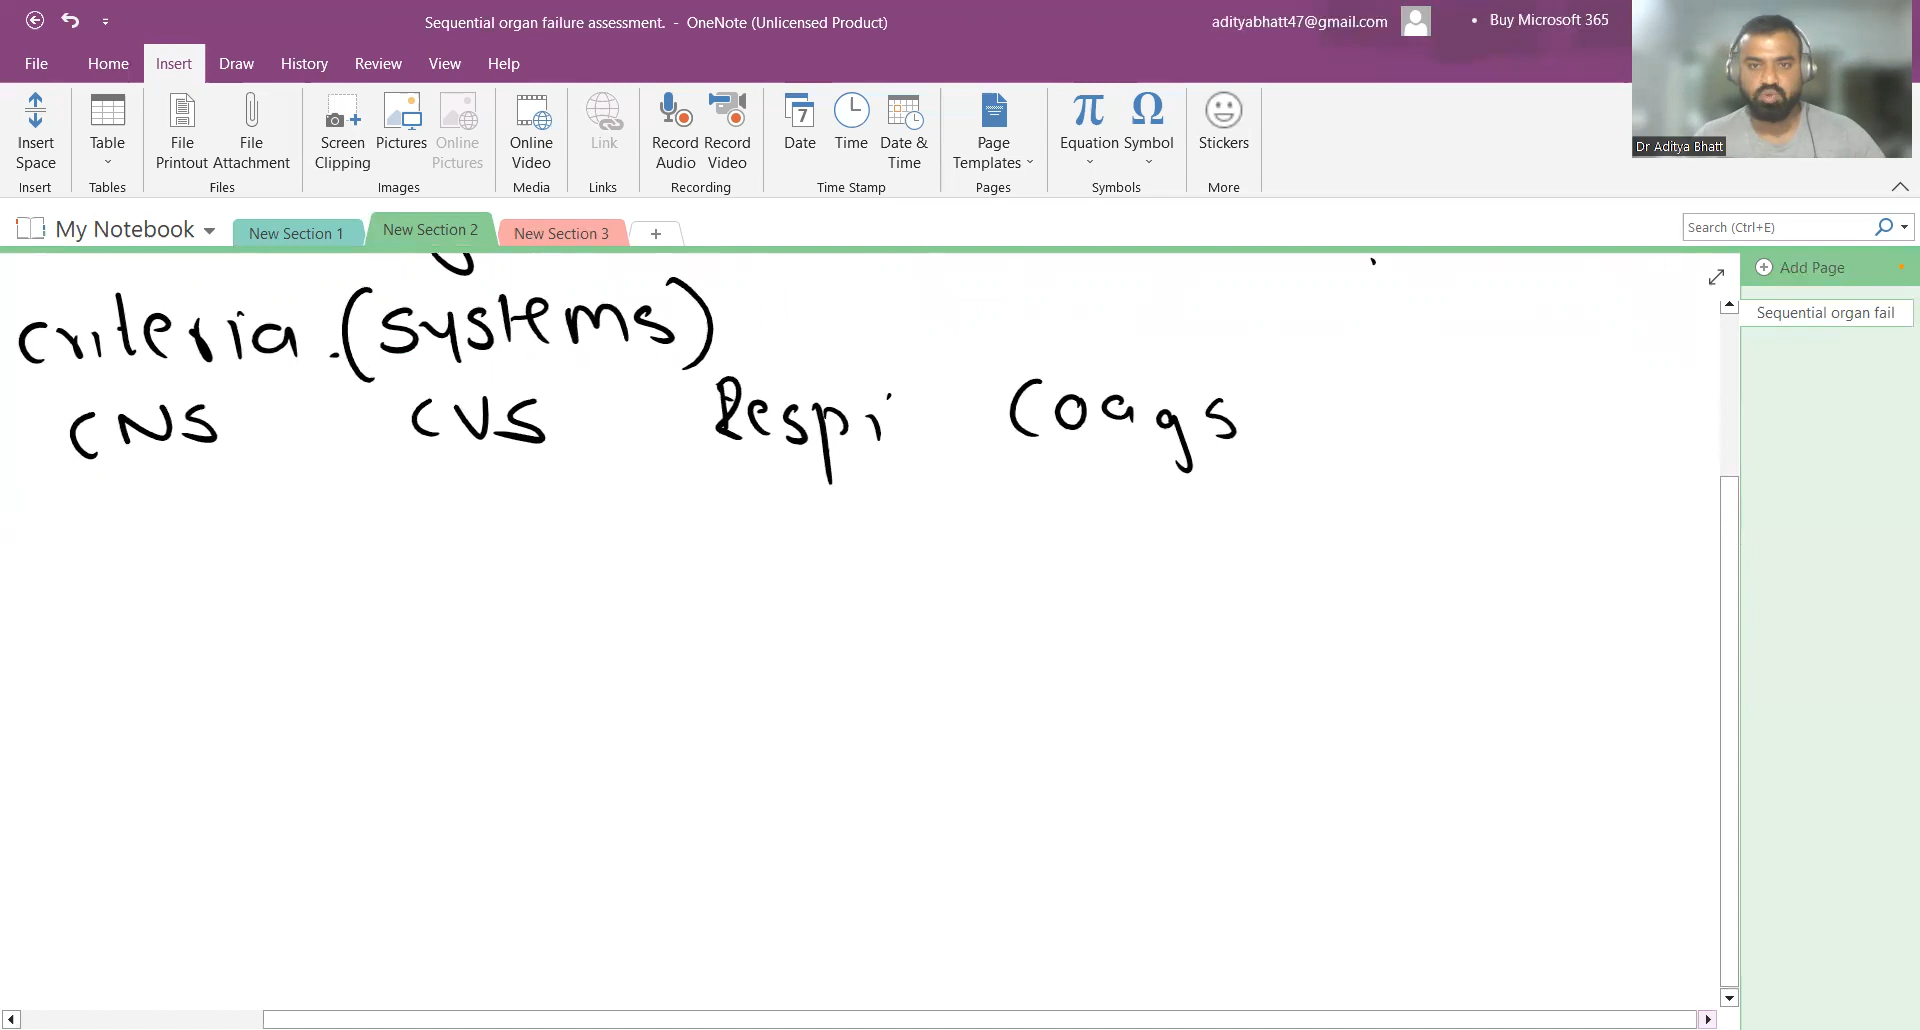 Sequential organ failure assessment. - OneNote (Unlicensed Product)
adityabhatt47@gmail.com
• Buy Microsoft 365
File Home Insert Draw History Review View Help
Insert Space
Table
File Printout
File Attachment
Screen Clipping
Pictures
Online Pictures
Online Video
Link
Record Audio
Record Video
Date
Time
Date & Time
Page Templates
Equation
Symbol
Stickers
Insert Tables Files Images Media Links Recording Time Stamp Pages Symbols More
7
π
Ω
Dr Aditya Bhatt
My Notebook
New Section 1 New Section 2 New Section 3 +
Search (Ctrl+E)
Add Page
Sequential organ fail
criteria. (systems)
CNS CVS Respi Coags